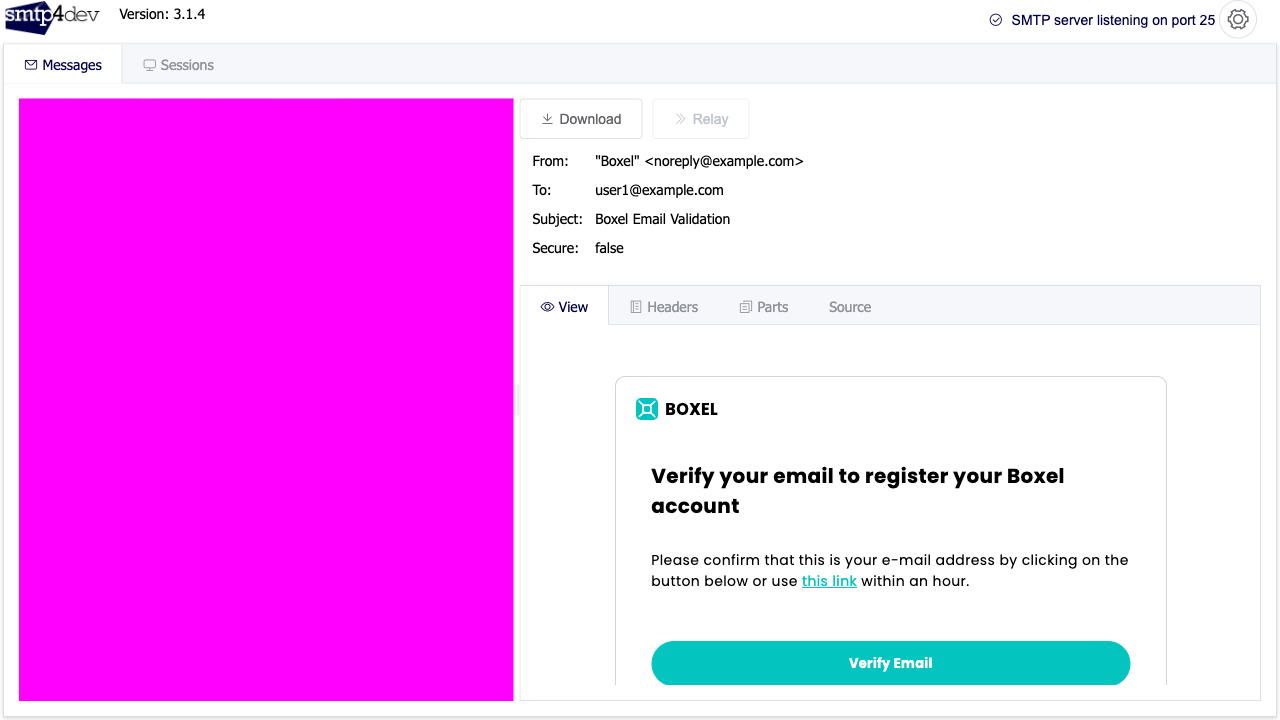 smtp4dev Version: 3.1.4 SMTP server listening on port 25
Messages Sessions
Download Relay
From: "Boxel" <noreply@example.com>
To: user1@example.com
Subject: Boxel Email Validation
Secure: false
View Headers Parts Source
BOXEL
Verify your email to register your Boxel
account
Please confirm that this is your e-mail address by clicking on the
button below or use this link within an hour.
Verify Email